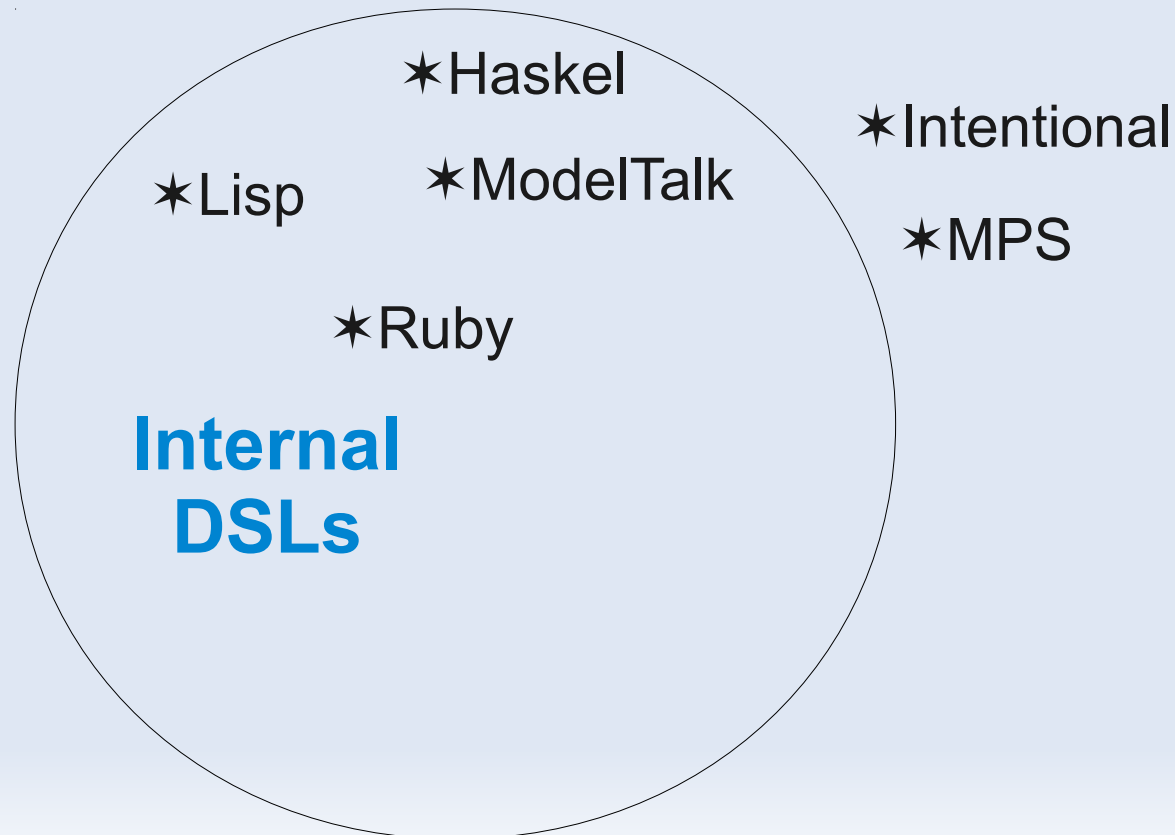 ✶Haskel
✶Intentional
✶Lisp
✶ModelTalk
✶MPS
✶Ruby
Internal
DSLs